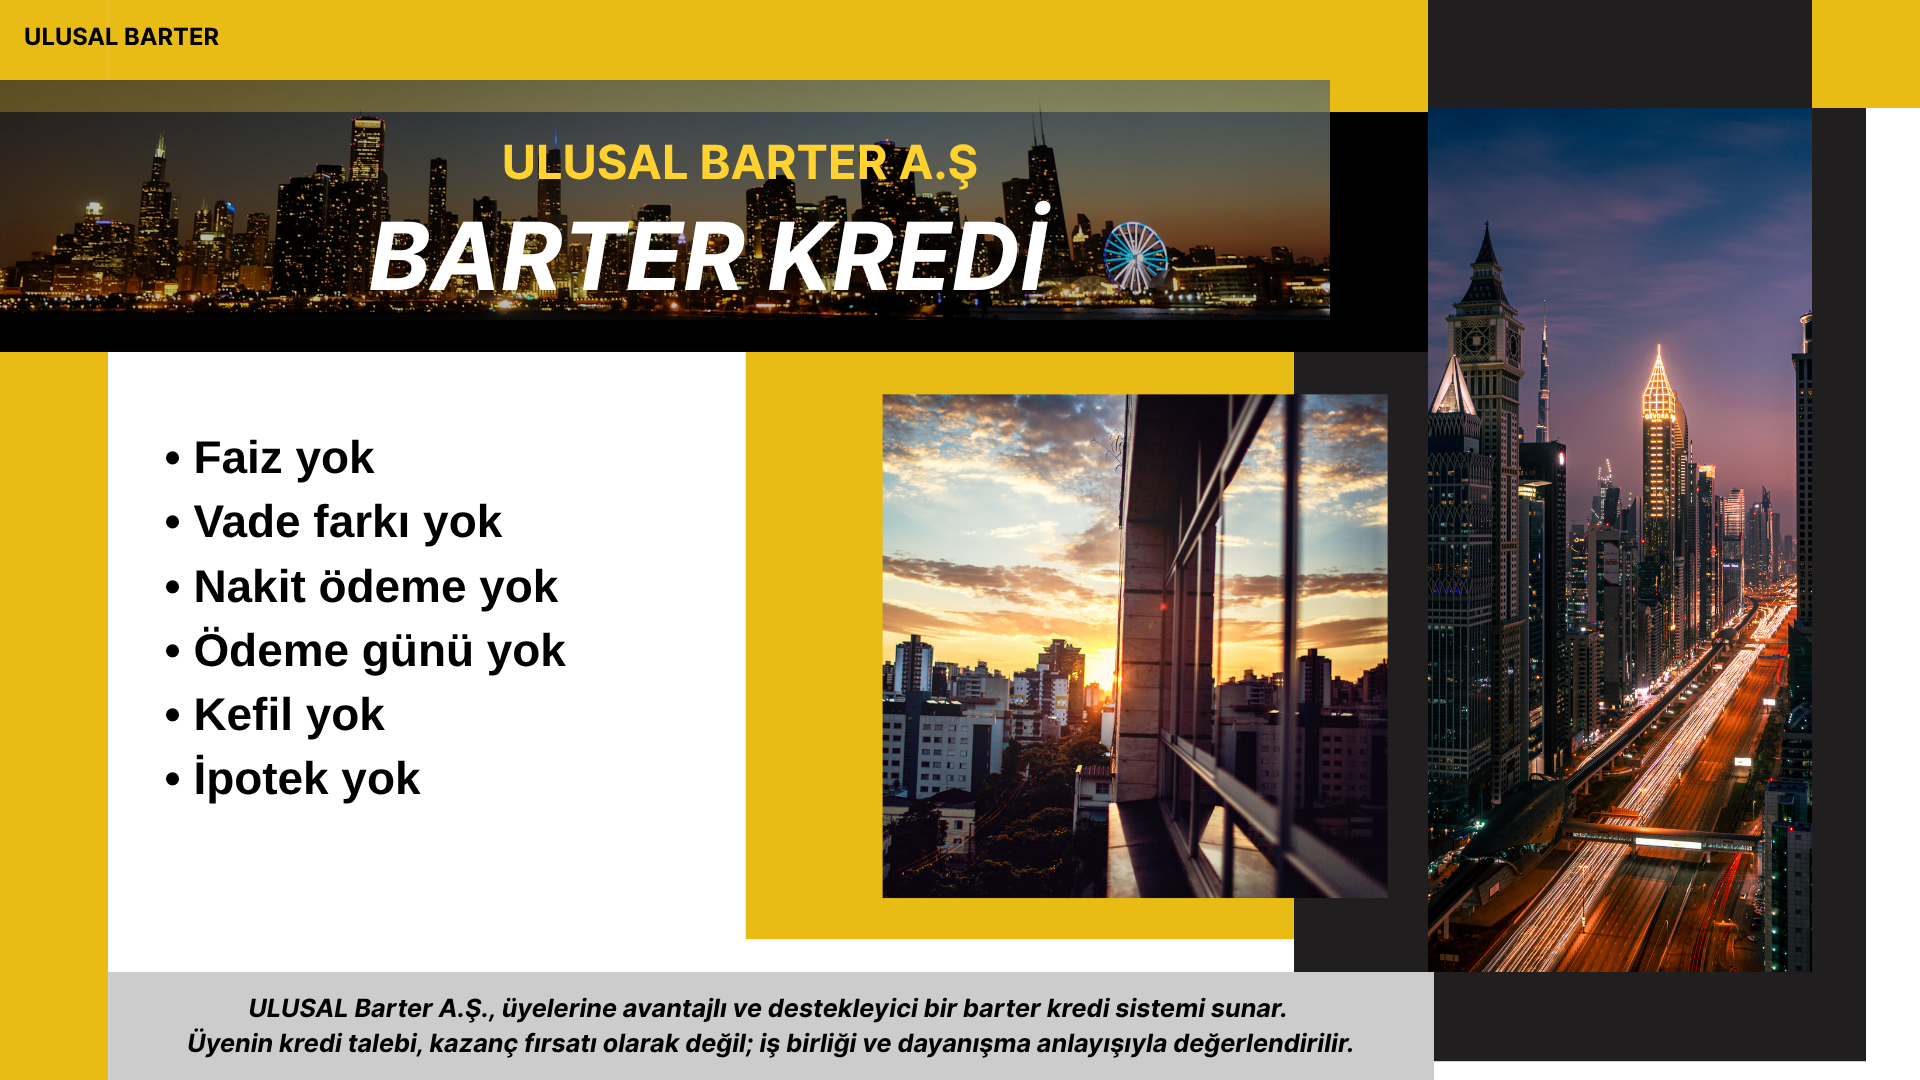 ULUSAL BARTER
ULUSAL BARTER A.Ş
BARTER KREDİ
• Faiz yok
• Vade farkı yok
• Nakit ödeme yok
• Ödeme günü yok
• Kefil yok
• İpotek yok
ULUSAL Barter A.Ş., üyelerine avantajlı ve destekleyici bir barter kredi sistemi sunar.
Üyenin kredi talebi, kazanç fırsatı olarak değil; iş birliği ve dayanışma anlayışıyla değerlendirilir.